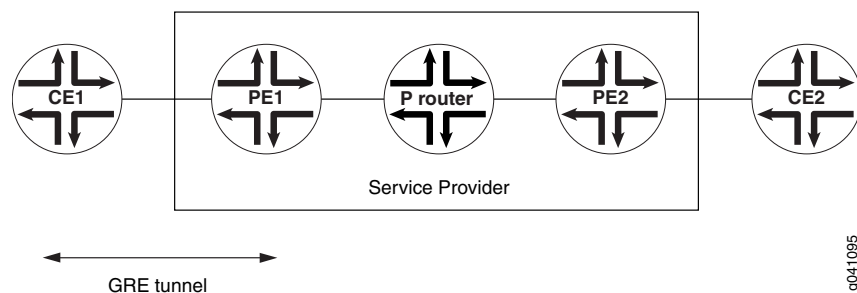 CE1
PE1
P router
PE2
CE2
Service Provider
GRE tunnel
g041095